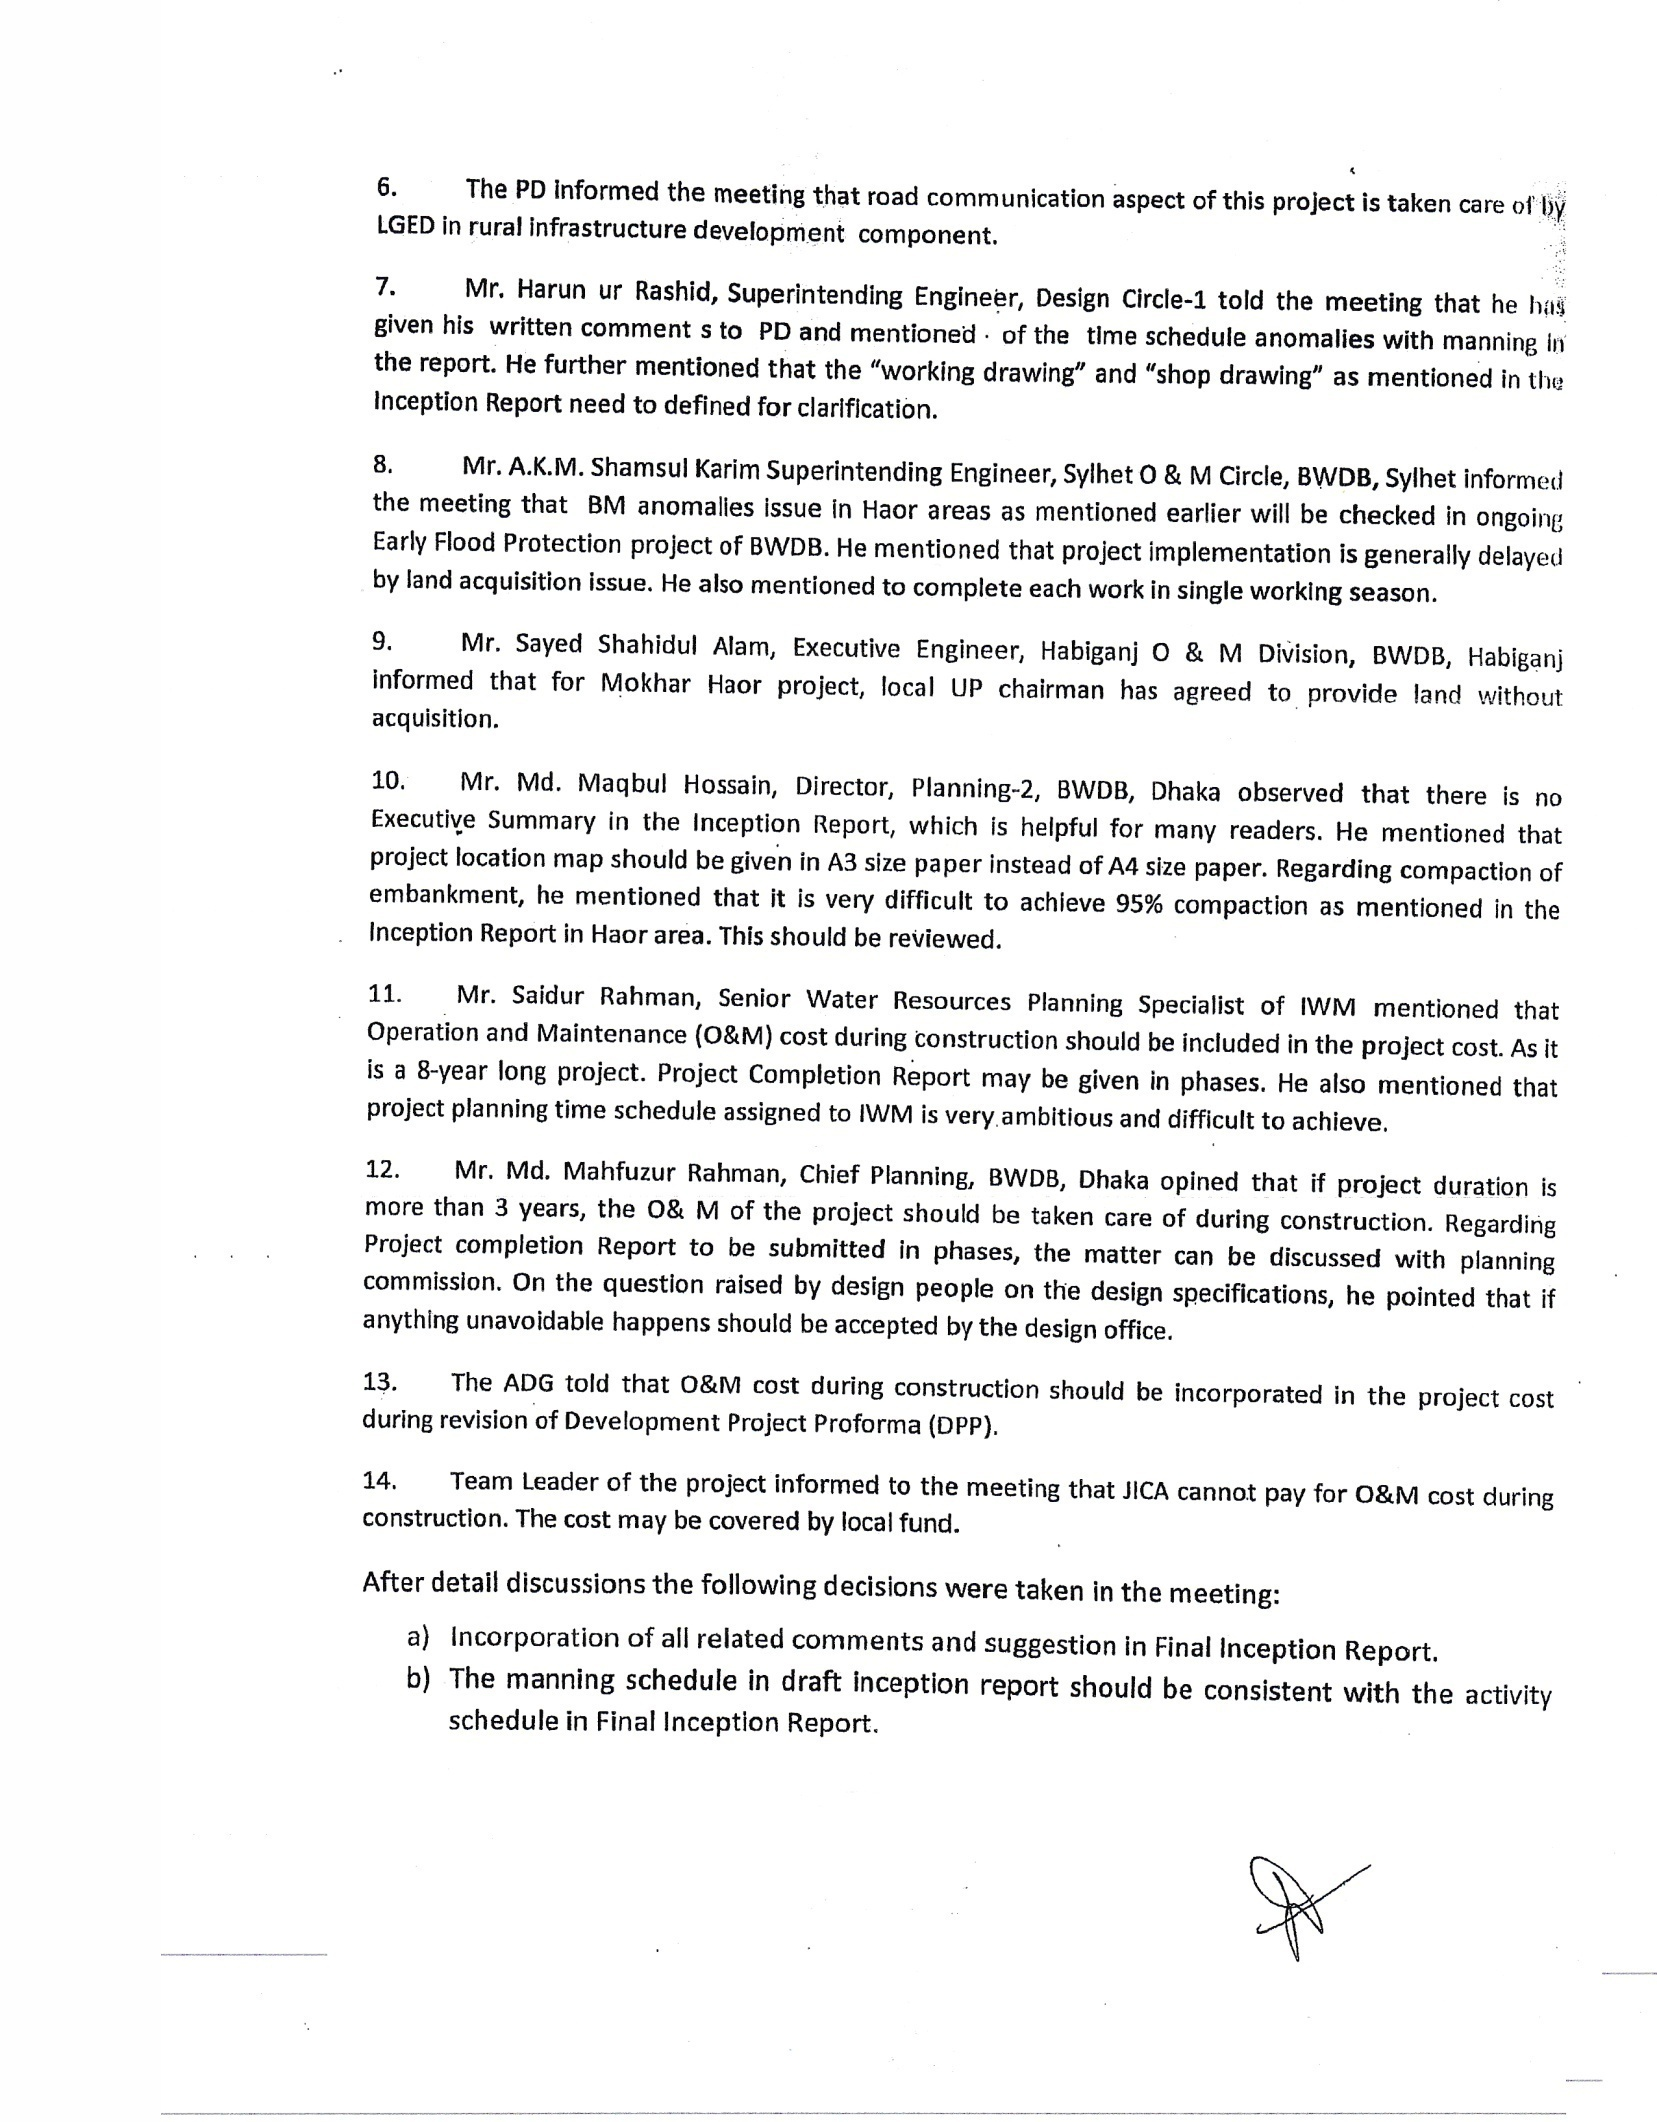 6. The PD informed the meeting that road communication aspect of this project is taken care of by
LGED in rural infrastructure development component.
7. Mr. Harun ur Rashid, Superintending Engineer, Design Circle-1 told the meeting that he has
given his written comment s to PD and mentioned of the time schedule anomalies with manning in
the report. He further mentioned that the “working drawing” and “shop drawing” as mentioned in the
Inception Report need to defined for clarification.
8. Mr. A.K.M. Shamsul Karim Superintending Engineer, Sylhet O & M Circle, BWDB, Sylhet informed
the meeting that BM anomalies issue in Haor areas as mentioned earlier will be checked in ongoing
Early Flood Protection project of BWDB. He mentioned that project implementation is generally delayed
by land acquisition issue. He also mentioned to complete each work in single working season.
9. Mr. Sayed Shahidul Alam, Executive Engineer, Habiganj O & M Division, BWDB, Habiganj
informed that for Mokhar Haor project, local UP chairman has agreed to provide land without
acquisition.
10. Mr. Md. Maqbul Hossain, Director, Planning-2, BWDB, Dhaka observed that there is no
Executive Summary in the Inception Report, which is helpful for many readers. He mentioned that
project location map should be given in A3 size paper instead of A4 size paper. Regarding compaction of
embankment, he mentioned that it is very difficult to achieve 95% compaction as mentioned in the
Inception Report in Haor area. This should be reviewed.
11. Mr. Saidur Rahman, Senior Water Resources Planning Specialist of IWM mentioned that
Operation and Maintenance (O&M) cost during construction should be included in the project cost. As it
is a 8-year long project. Project Completion Report may be given in phases. He also mentioned that
project planning time schedule assigned to IWM is very ambitious and difficult to achieve.
12. Mr. Md. Mahfuzur Rahman, Chief Planning, BWDB, Dhaka opined that if project duration is
more than 3 years, the O& M of the project should be taken care of during construction. Regarding
Project completion Report to be submitted in phases, the matter can be discussed with planning
commission. On the question raised by design people on the design specifications, he pointed that if
anything unavoidable happens should be accepted by the design office.
13. The ADG told that O&M cost during construction should be incorporated in the project cost
during revision of Development Project Proforma (DPP).
14. Team Leader of the project informed to the meeting that JICA cannot pay for O&M cost during
construction. The cost may be covered by local fund.
After detail discussions the following decisions were taken in the meeting:
a) Incorporation of all related comments and suggestion in Final Inception Report.
b) The manning schedule in draft inception report should be consistent with the activity
schedule in Final Inception Report.